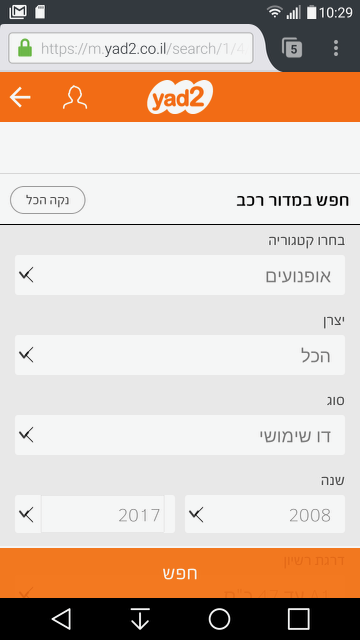 10:29
https://m.yad2.co.il/search/1/4
5
yad2
חפש במדור רכב
נקה הכל
בחרו קטגוריה
אופנועים
יצרן
הכל
סוג
דו שימושי
שנה
2008
2017
דרגת רשיון
חפש